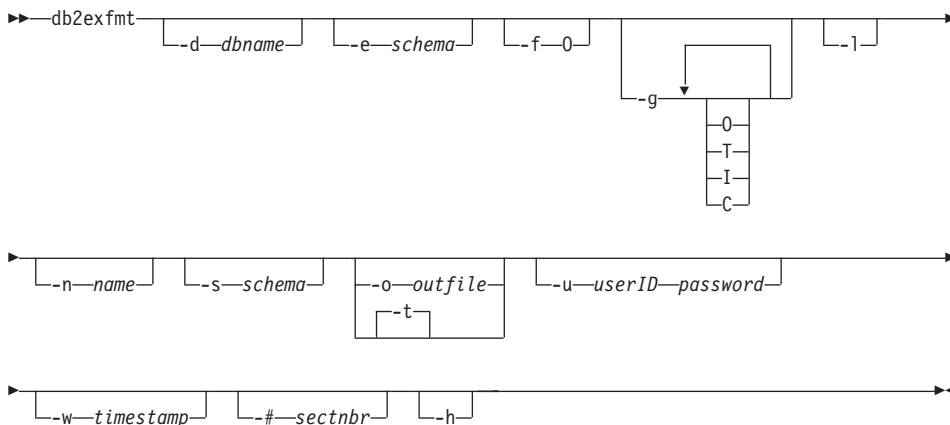 db2exfmt
-d dbname -e schema -f O -l
-g
O
T
I
C
-n name -s schema -o outfile -u userID password
-t
-w timestamp -# sectnbr -h